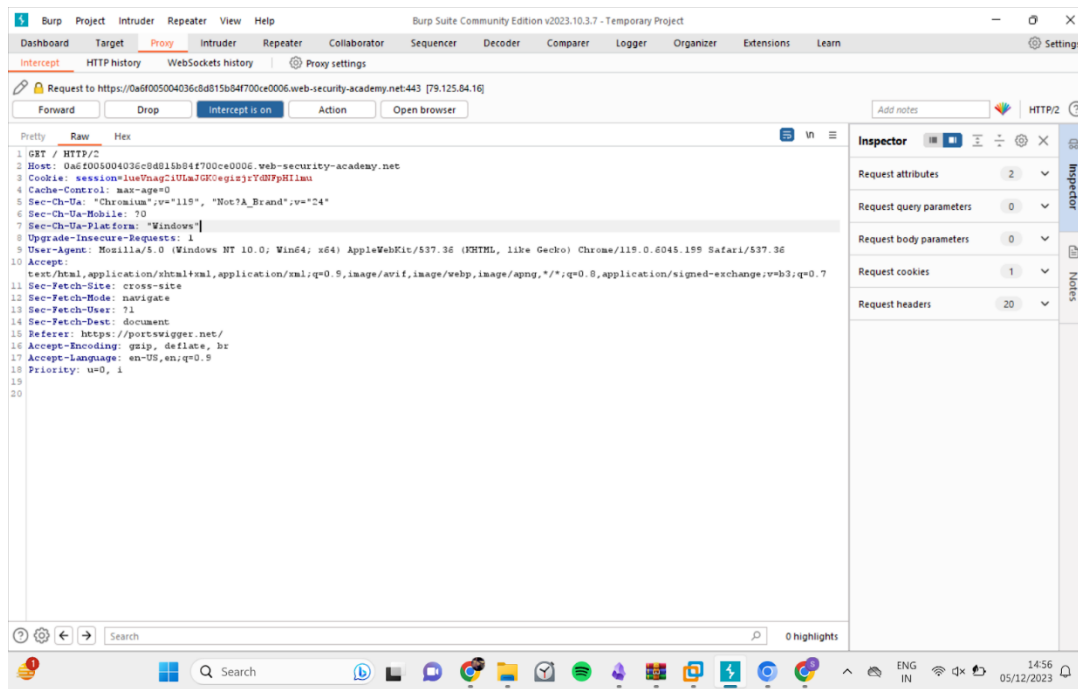 Burp Project Intruder Repeater View Help Burp Suite Community Edition v2023.10.3.7 - Temporary Project
Dashboard Target Proxy Intruder Repeater Collaborator Sequencer Decoder Comparer Logger Organizer Extensions Learn Settings
Intercept HTTP history WebSockets history Proxy settings
Request to https://0a6f005004036c8d815b84f700ce0006.web-security-academy.net:443 [79.125.84.16]
Forward Drop Intercept is on Action Open browser Add notes HTTP/2
Pretty Raw Hex \n
Inspector
1 GET / HTTP/2
2 Host: 0a6f005004036c8d815b84f700ce0006.web-security-academy.net
3 Cookie:
4 Cache-Control: max-age=0
5 Sec-Ch-Ua: "Chromium";v="119", "Not?A_Brand";v="24"
6 Sec-Ch-Ua-Mobile: ?0
7 Sec-Ch-Ua-Platform: "Windows"
8 Upgrade-Insecure-Requests: 1
9 User-Agent: Mozilla/5.0 (Windows NT 10.0; Win64; x64) AppleWebKit/537.36 (KHTML, like Gecko) Chrome/119.0.6045.199 Safari/537.36
10 Accept:
text/html,application/xhtml+xml,application/xml;q=0.9,image/avif,image/webp,image/apng,*/*;q=0.8,application/signed-exchange;v=b3;q=0.7
11 Sec-Fetch-Site: cross-site
12 Sec-Fetch-Mode: navigate
13 Sec-Fetch-User: ?1
14 Sec-Fetch-Dest: document
15 Referer: https://portswigger.net/
16 Accept-Encoding: gzip, deflate, br
17 Accept-Language: en-US,en;q=0.9
18 Priority: u=0, i
19
20
Request attributes 2
Request query parameters 0
Request body parameters 0
Request cookies 1
Request headers 20
Inspector
Notes
Search 0 highlights
1 Search ENG 14:56
IN 05/12/2023